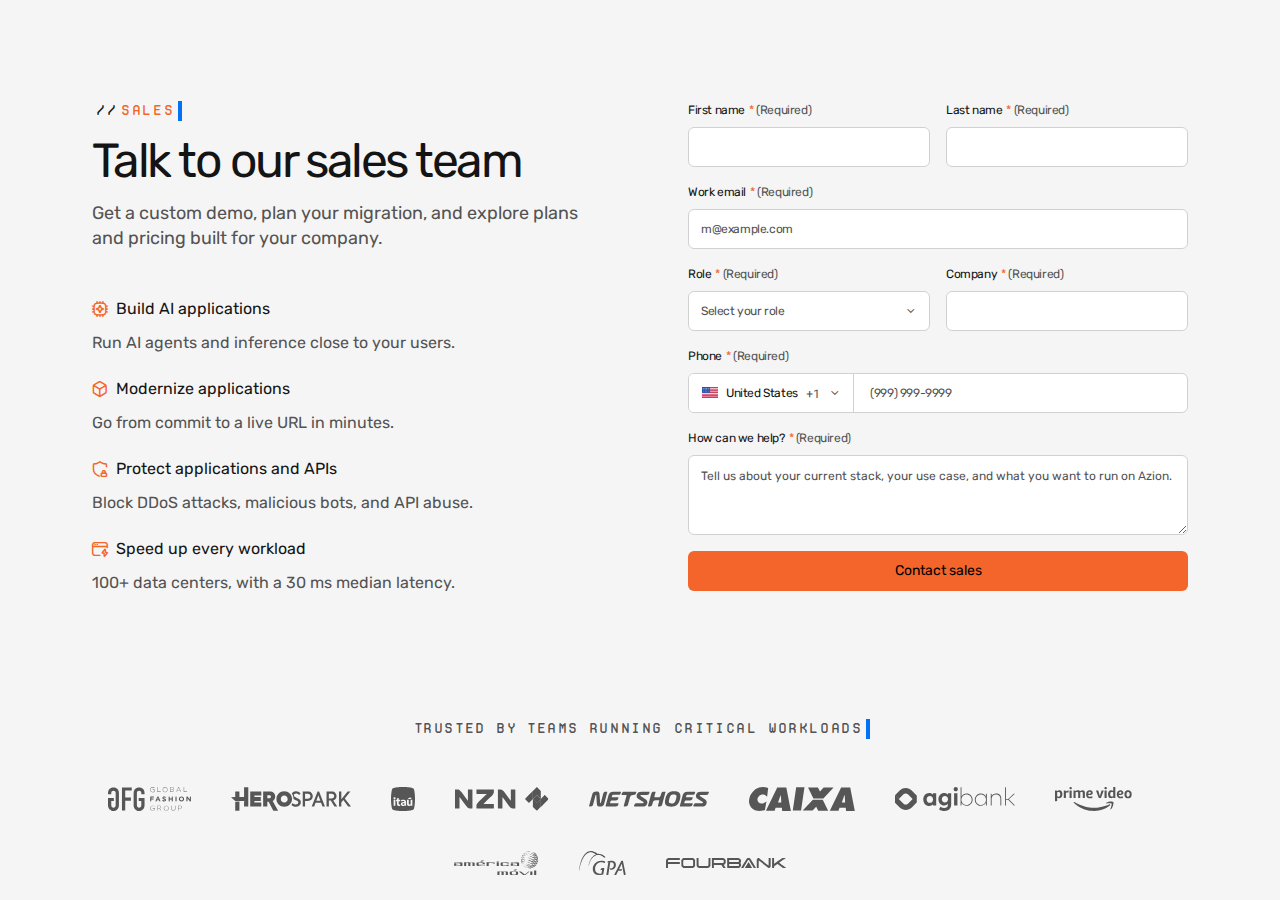 // SALES
Talk to our sales team
Get a custom demo, plan your migration, and explore plans
and pricing built for your company.
Build AI applications
Run AI agents and inference close to your users.
Modernize applications
Go from commit to a live URL in minutes.
Protect applications and APIs
Block DDoS attacks, malicious bots, and API abuse.
Speed up every workload
100+ data centers, with a 30 ms median latency.
First name * (Required)
Last name * (Required)
Work email * (Required)
m@example.com
Role * (Required)
Company * (Required)
Select your role
Phone * (Required)
United States +1
(999) 999-9999
How can we help? * (Required)
Tell us about your current stack, your use case, and what you want to run on Azion.
Contact sales
TRUSTED BY TEAMS RUNNING CRITICAL WORKLOADS
GFG GLOBAL
FASHION
GROUP
HEROSPARK
itaú
NZN
NETSHOES
CAIXA
agibank
prime video
américa
móvil
GPA
FOURBANK